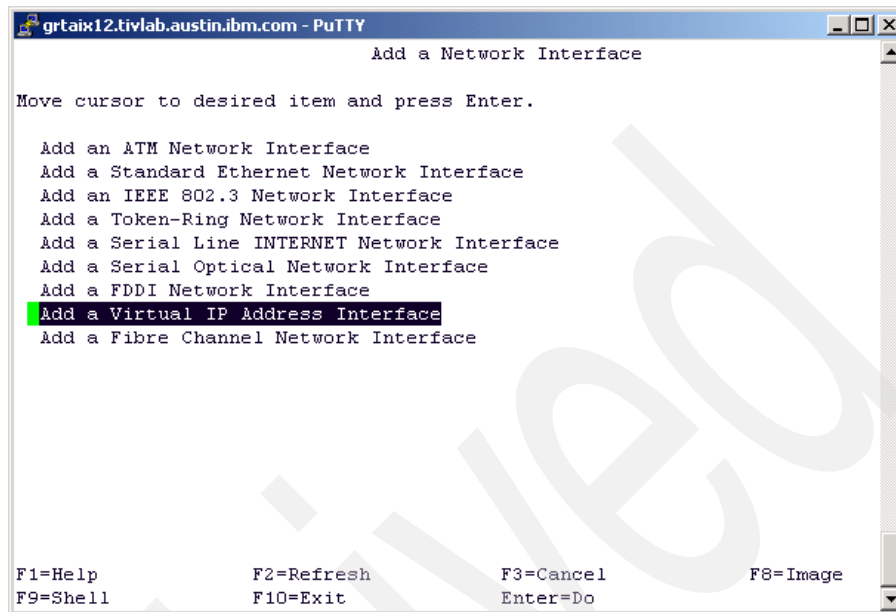 grtaix12.tivlab.austin.ibm.com - PuTTY
Add a Network Interface
Move cursor to desired item and press Enter.
Add an ATM Network Interface
Add a Standard Ethernet Network Interface
Add an IEEE 802.3 Network Interface
Add a Token-Ring Network Interface
Add a Serial Line INTERNET Network Interface
Add a Serial Optical Network Interface
Add a FDDI Network Interface
Add a Virtual IP Address Interface
Add a Fibre Channel Network Interface
F1=Help F2=Refresh F3=Cancel F8=Image
F9=Shell F10=Exit Enter=Do